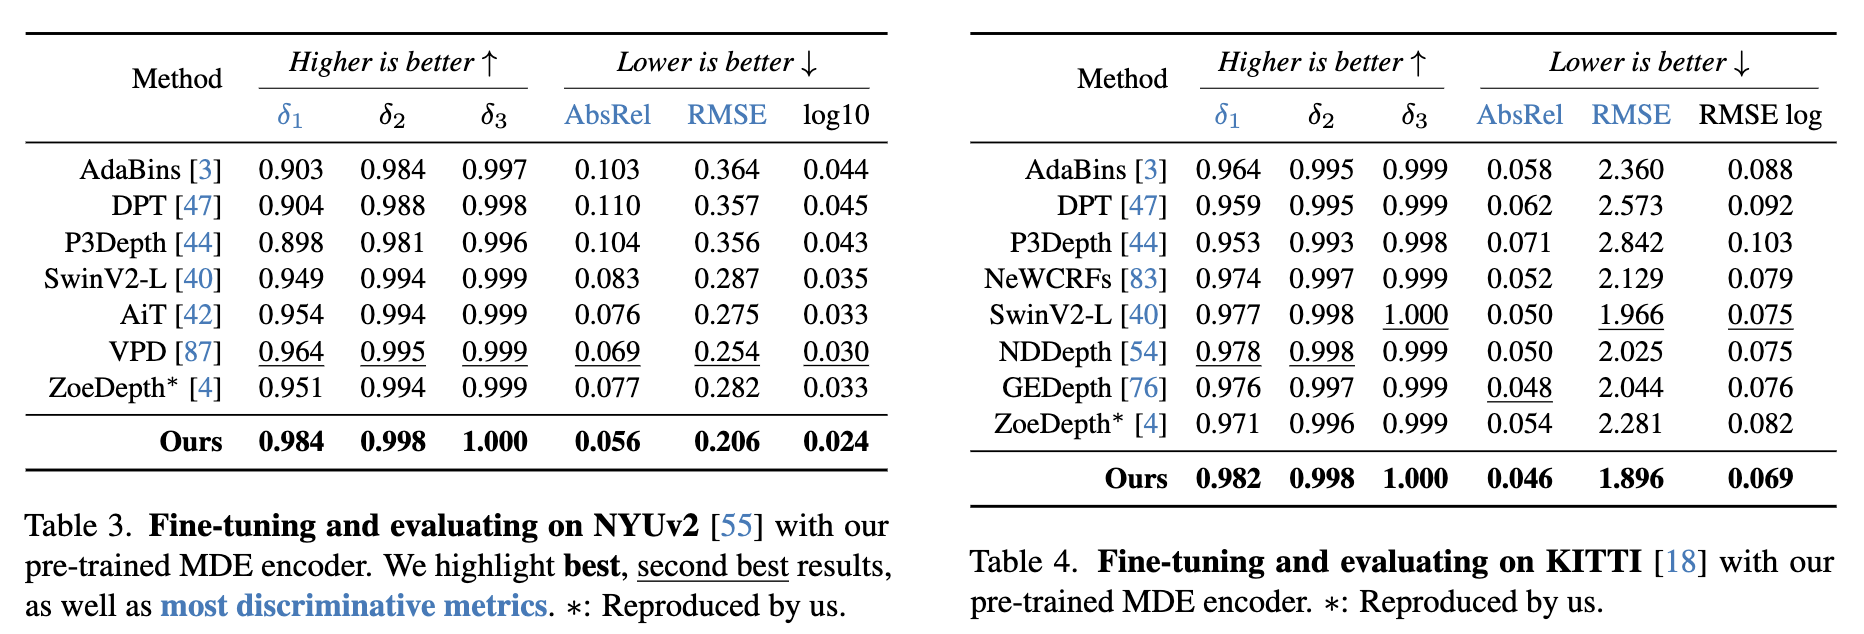 Method Higher is better ↑ Lower is better ↓
δ1 δ2 δ3 AbsRel RMSE log10
AdaBins [3] 0.903 0.984 0.997 0.103 0.364 0.044
DPT [47] 0.904 0.988 0.998 0.110 0.357 0.045
P3Depth [44] 0.898 0.981 0.996 0.104 0.356 0.043
SwinV2-L [40] 0.949 0.994 0.999 0.083 0.287 0.035
AiT [42] 0.954 0.994 0.999 0.076 0.275 0.033
VPD [87] 0.964 0.995 0.999 0.069 0.254 0.030
ZoeDepth* [4] 0.951 0.994 0.999 0.077 0.282 0.033
Ours 0.984 0.998 1.000 0.056 0.206 0.024
Table 3. Fine-tuning and evaluating on NYUv2 [55] with our
pre-trained MDE encoder. We highlight best, second best results,
as well as most discriminative metrics. ∗: Reproduced by us.
Method Higher is better ↑ Lower is better ↓
δ1 δ2 δ3 AbsRel RMSE RMSE log
AdaBins [3] 0.964 0.995 0.999 0.058 2.360 0.088
DPT [47] 0.959 0.995 0.999 0.062 2.573 0.092
P3Depth [44] 0.953 0.993 0.998 0.071 2.842 0.103
NeWCRFs [83] 0.974 0.997 0.999 0.052 2.129 0.079
SwinV2-L [40] 0.977 0.998 1.000 0.050 1.966 0.075
NDDepth [54] 0.978 0.998 0.999 0.050 2.025 0.075
GEDepth [76] 0.976 0.997 0.999 0.048 2.044 0.076
ZoeDepth* [4] 0.971 0.996 0.999 0.054 2.281 0.082
Ours 0.982 0.998 1.000 0.046 1.896 0.069
Table 4. Fine-tuning and evaluating on KITTI [18] with our
pre-trained MDE encoder. ∗: Reproduced by us.